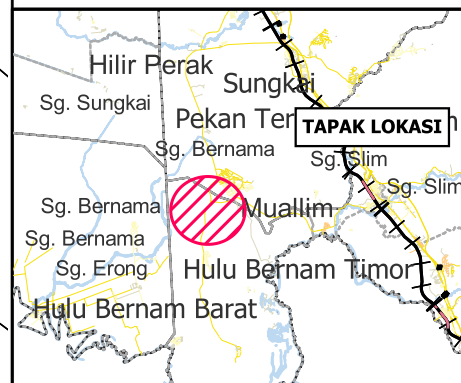 Hilir Perak
Sungkai
Sg. Sungkai
Pekan
TAPAK LOKASI
Sg. Bernama
Sg. Slim
Sg. Slim
Sg. Bernama
Muallim
Sg. Bernama
Sg. Erong
Hulu Bernam Timor
Hulu Bernam Barat